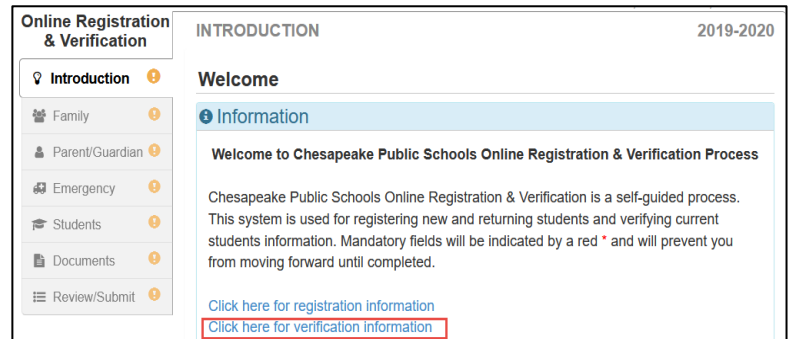 Online Registration
& Verification
Introduction
Family
Parent/Guardian
Emergency
Students
Documents
Review/Submit
INTRODUCTION 2019-2020
Welcome
Information
Welcome to Chesapeake Public Schools Online Registration & Verification Process
Chesapeake Public Schools Online Registration & Verification is a self-guided process.
This system is used for registering new and returning students and verifying current
students information. Mandatory fields will be indicated by a red * and will prevent you
from moving forward until completed.
Click here for registration information
Click here for verification information